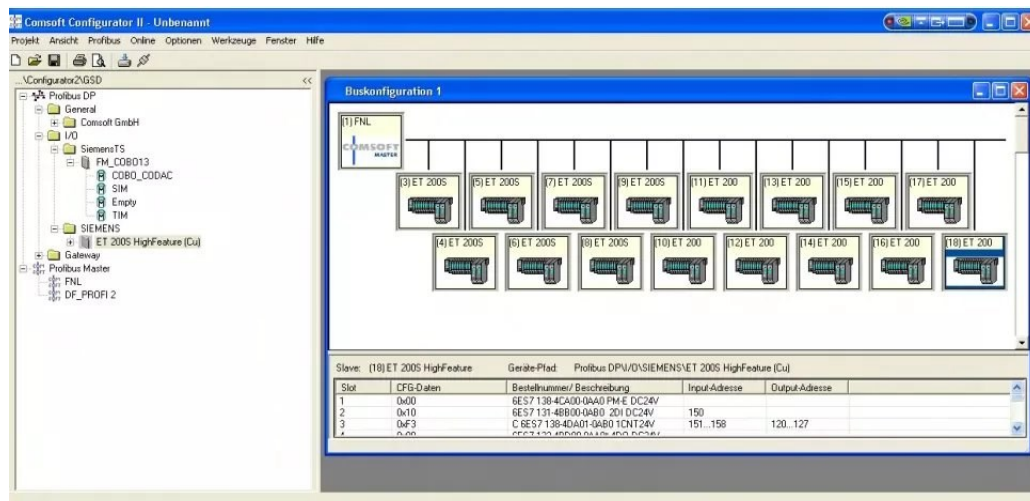 Comsoft Configurator II - Unbenannt
Projekt Ansicht Profibus Online Optionen Werkzeuge Fenster Hilfe
...\Configurator2\GSD <<
Profibus DP
General
Comsoft GmbH
I/O
SiemensTS
FM_COBO13
COBO_CODAC
SIM
Empty
TIM
SIEMENS
ET 200S HighFeature (Cu)
Gateway
Profibus Master
FNL
DF_PROFI 2
Buskonfiguration 1
(1) FNL
COMSOFT
MASTER
(3) ET 200S (5) ET 200S (7) ET 200S (9) ET 200S (11) ET 200 (13) ET 200 (15) ET 200 (17) ET 200
(4) ET 200S (6) ET 200S (8) ET 200S (10) ET 200 (12) ET 200 (14) ET 200 (16) ET 200 (18) ET 200
Slave: (18) ET 200S HighFeature Geräte-Pfad: Profibus DP\I/O\SIEMENS\ET 200S HighFeature (Cu)
Slot CFG-Daten Bestellnummer/ Beschreibung Input-Adresse Output-Adresse
1 0x00 6ES7 138-4CA00-0AA0 PM-E DC24V
2 0x10 6ES7 131-4BB00-0AB0 2DI DC24V 150
3 0xF3 C 6ES7 138-4DA01-0AB0 1CNT24V 151...158 120...127